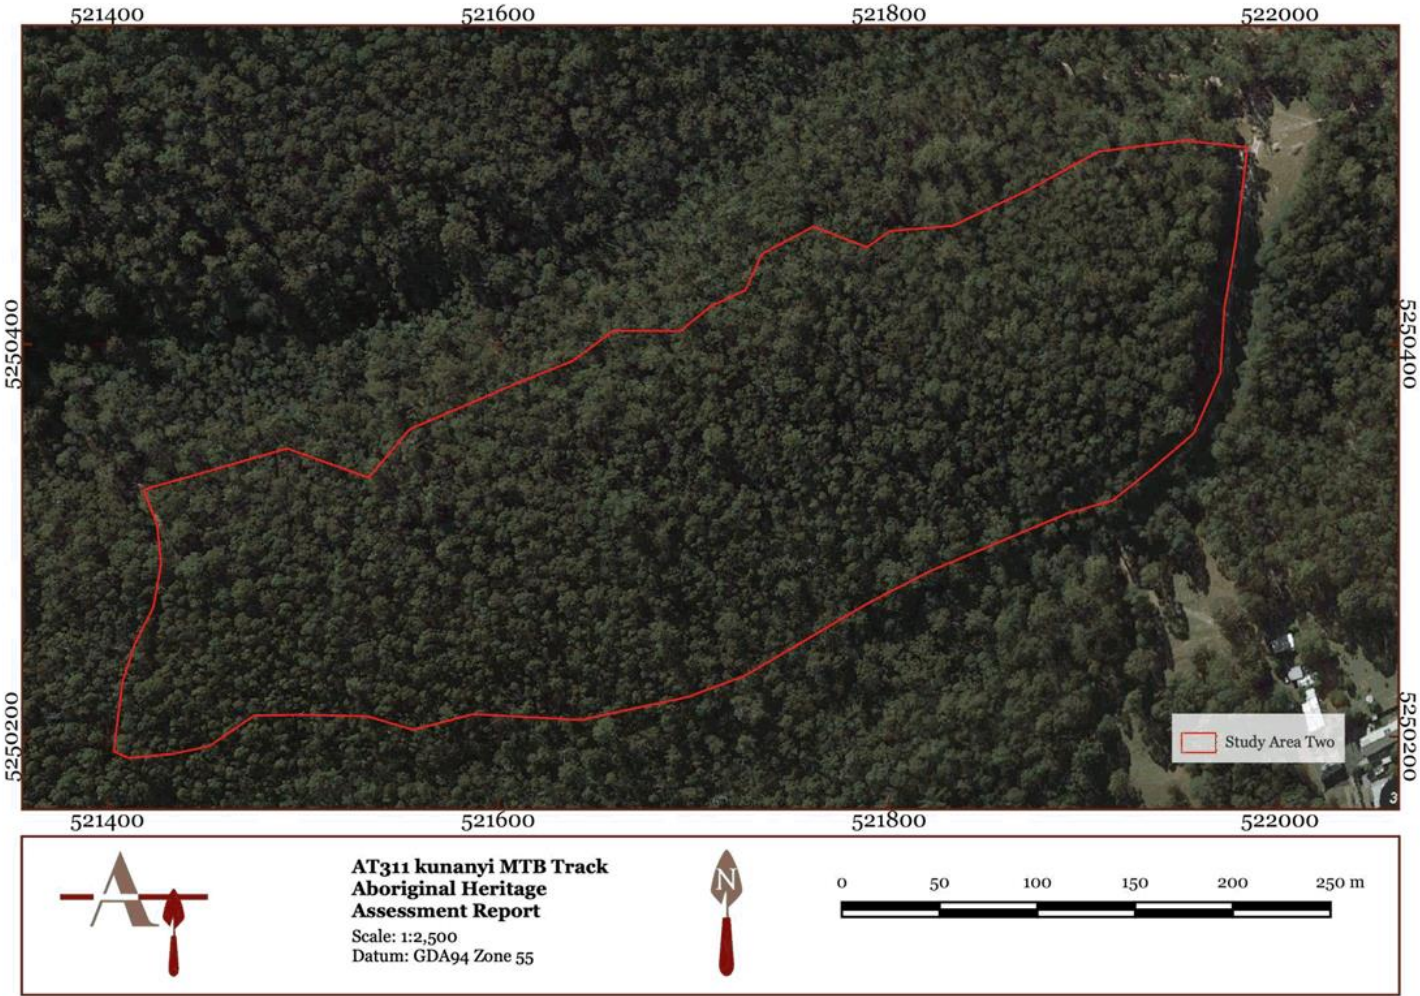 521400
521600
521800
522000
5250400
5250400
5250200
5250200
Study Area Two
3
521400
521600
521800
522000
A
AT311 kunanyi MTB Track
Aboriginal Heritage
Assessment Report
Scale: 1:2,500
Datum: GDA94 Zone 55
N
0 50 100 150 200 250 m